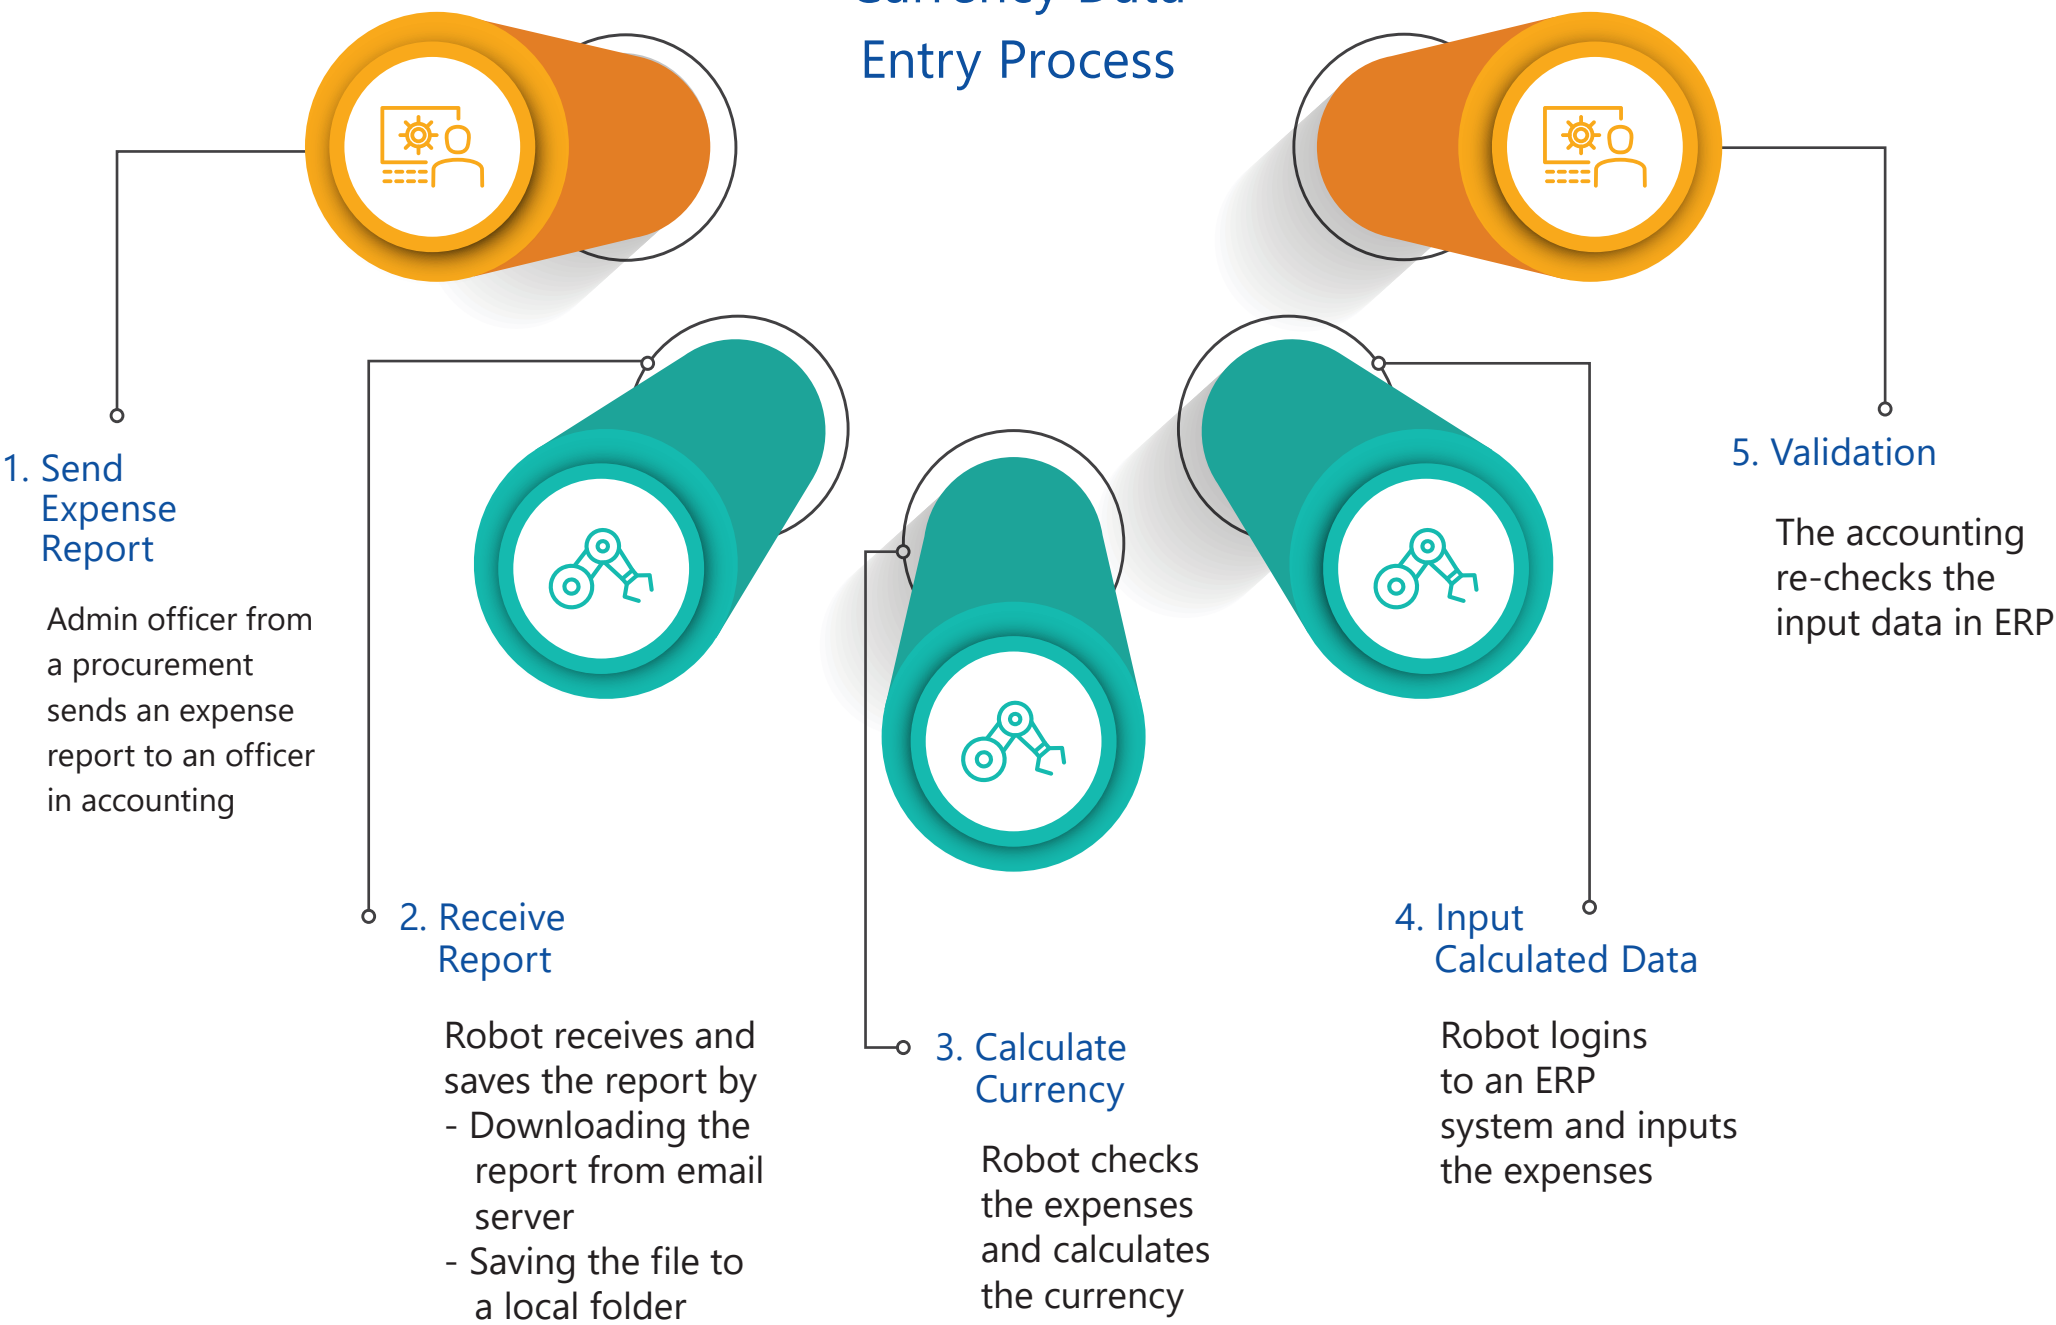 Currency Data
Entry Process
1. Send
Expense
Report
Admin officer from
a procurement
sends an expense
report to an officer
in accounting
2. Receive
Report
Robot receives and
saves the report by
- Downloading the
report from email
server
- Saving the file to
a local folder
3. Calculate
Currency
Robot checks
the expenses
and calculates
the currency
4. Input
Calculated Data
Robot logins
to an ERP
system and inputs
the expenses
5. Validation
The accounting
re-checks the
input data in ERP